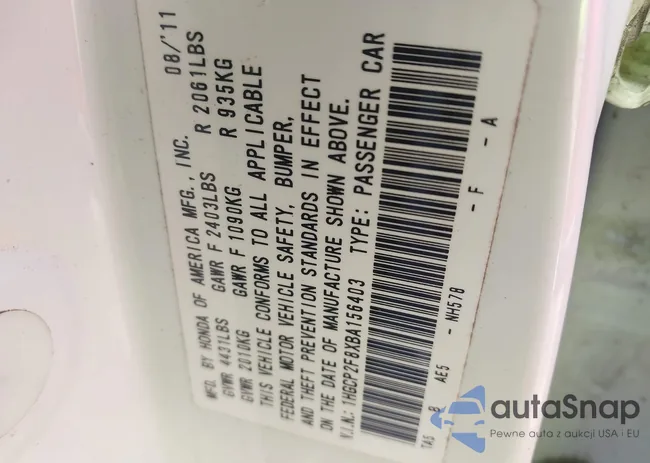 MFD. BY HONDA OF AMERICA MFG., INC. 08/'11
GVWR 4431LBS GAWR F 2403LBS R 2061LBS
GVWR 2010KG GAWR F 1090KG R 935KG
THIS VEHICLE CONFORMS TO ALL APPLICABLE
FEDERAL MOTOR VEHICLE SAFETY, BUMPER,
AND THEFT PREVENTION STANDARDS IN EFFECT
ON THE DATE OF MANUFACTURE SHOWN ABOVE.
V.I.N.: 1HGCP2F8XBA156403 TYPE: PASSENGER CAR
TA5 B AE5 - NH578 - F - A
autaSnap
Pewne auta z aukcji USA i EU